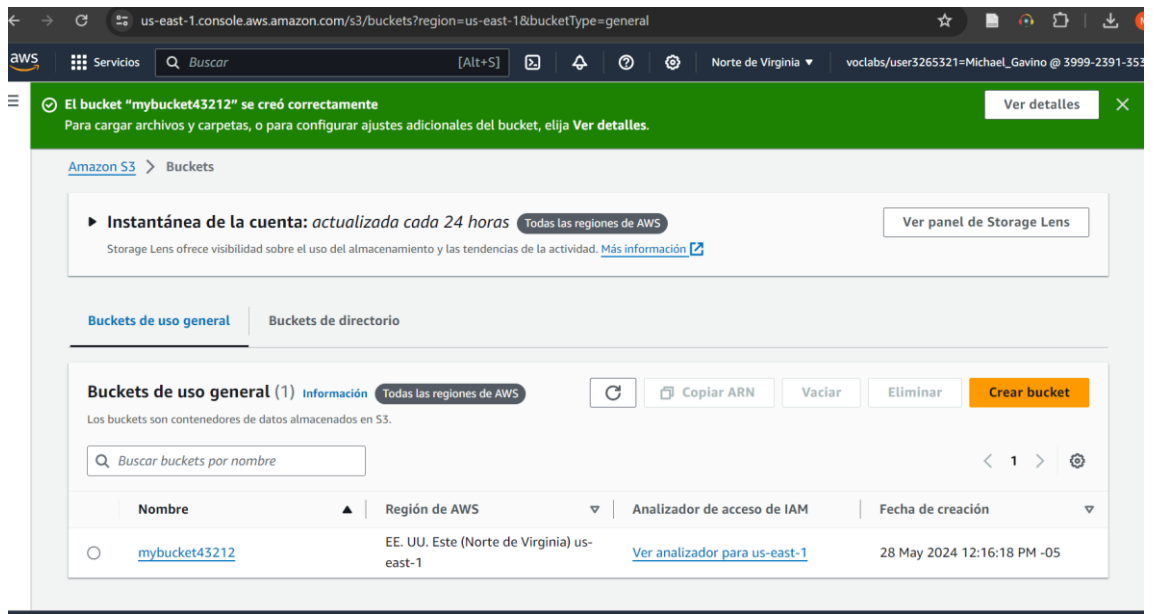 us-east-1.console.aws.amazon.com/s3/buckets?region=us-east-1&bucketType=general
aws Servicios Buscar [Alt+S] Norte de Virginia ▼ voclabs/user3265321=Michael_Gavino @ 3999-2391-353
El bucket “mybucket43212” se creó correctamente
Para cargar archivos y carpetas, o para configurar ajustes adicionales del bucket, elija Ver detalles.
Ver detalles
Amazon S3 > Buckets
Instantánea de la cuenta: actualizada cada 24 horas Todas las regiones de AWS
Storage Lens ofrece visibilidad sobre el uso del almacenamiento y las tendencias de la actividad. Más información
Ver panel de Storage Lens
Buckets de uso general Buckets de directorio
Buckets de uso general (1) Información Todas las regiones de AWS
Los buckets son contenedores de datos almacenados en S3.
Copiar ARN Vaciar Eliminar Crear bucket
Buscar buckets por nombre
< 1 >
Nombre Región de AWS Analizador de acceso de IAM Fecha de creación
mybucket43212 EE. UU. Este (Norte de Virginia) us- Ver analizador para us-east-1 28 May 2024 12:16:18 PM -05
east-1